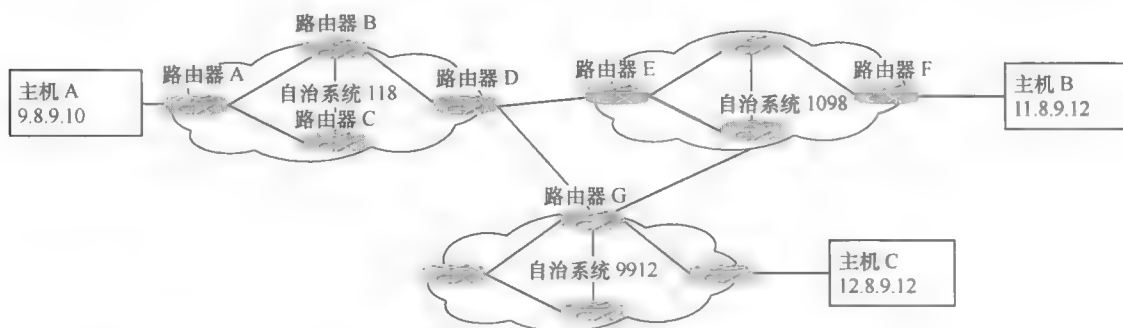 路由器 B
路由器 A
路由器 D
路由器 E
路由器 F
主机 A
9.8.9.10
自治系统 118
路由器 C
自治系统 1098
主机 B
11.8.9.12
路由器 G
自治系统 9912
主机 C
12.8.9.12